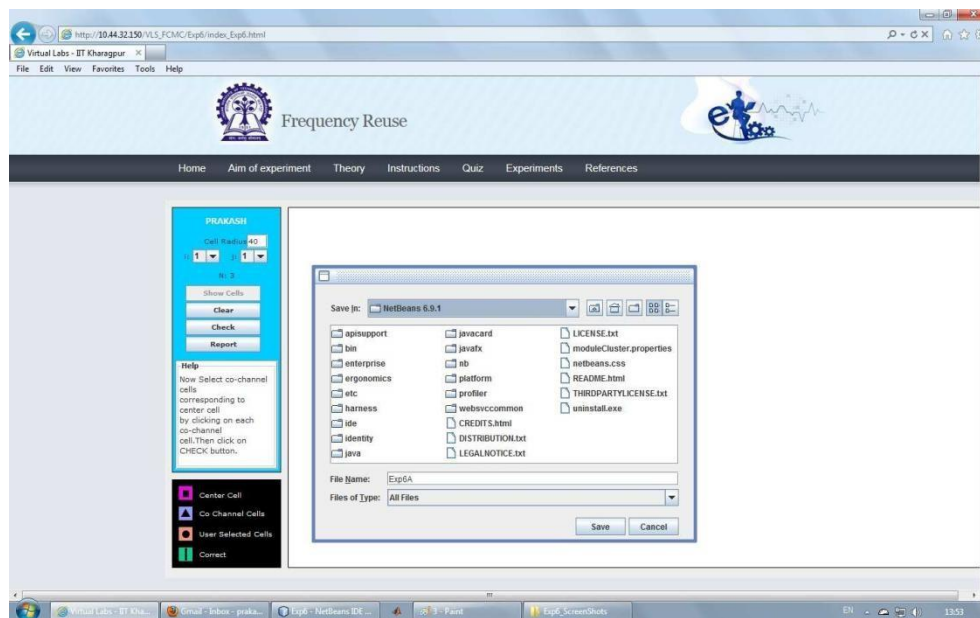 http://10.44.32.150/VLS_FCMC/Exp6/index_Exp6.html
Virtual Labs - IIT Kharagpur
File Edit View Favorites Tools Help
Frequency Reuse
Home Aim of experiment Theory Instructions Quiz Experiments References
PRAKASH
Cell Radius 40
i: 1 j: 1
N: 3
Show Cells
Clear
Check
Report
Help
Now Select co-channel
cells
corresponding to
center cell
by clicking on each
co-channel
cell.Then click on
CHECK button.
Center Cell
Co Channel Cells
User Selected Cells
Correct
Save In: NetBeans 6.9.1
apisupport
bin
enterprise
ergonomics
etc
harness
ide
identity
java
javacard
javafx
nb
platform
profiler
websvccommon
CREDITS.html
DISTRIBUTION.txt
LEGALNOTICE.txt
LICENSE.txt
moduleCluster.properties
netbeans.css
README.html
THIRDPARTYLICENSE.txt
uninstall.exe
File Name: Exp6A
Files of Type: All Files
Save Cancel
Virtual Labs - IIT Kha... Gmail - Inbox - praka... Exp6 - NetBeans IDE ... 3 - Paint Exp6_ScreenShots EN 13:53